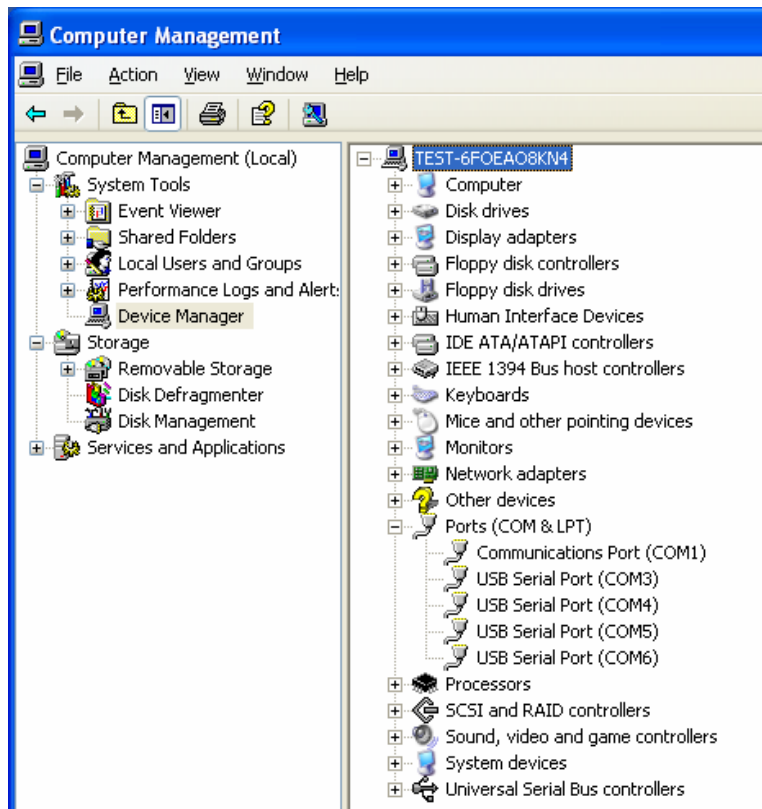 Computer Management
File Action View Window Help
Computer Management (Local)
System Tools
Event Viewer
Shared Folders
Local Users and Groups
Performance Logs and Alert:
Device Manager
Storage
Removable Storage
Disk Defragmenter
Disk Management
Services and Applications
TEST-6FOEAO8KN4
Computer
Disk drives
Display adapters
Floppy disk controllers
Floppy disk drives
Human Interface Devices
IDE ATA/ATAPI controllers
IEEE 1394 Bus host controllers
Keyboards
Mice and other pointing devices
Monitors
Network adapters
Other devices
Ports (COM & LPT)
Communications Port (COM1)
USB Serial Port (COM3)
USB Serial Port (COM4)
USB Serial Port (COM5)
USB Serial Port (COM6)
Processors
SCSI and RAID controllers
Sound, video and game controllers
System devices
Universal Serial Bus controllers